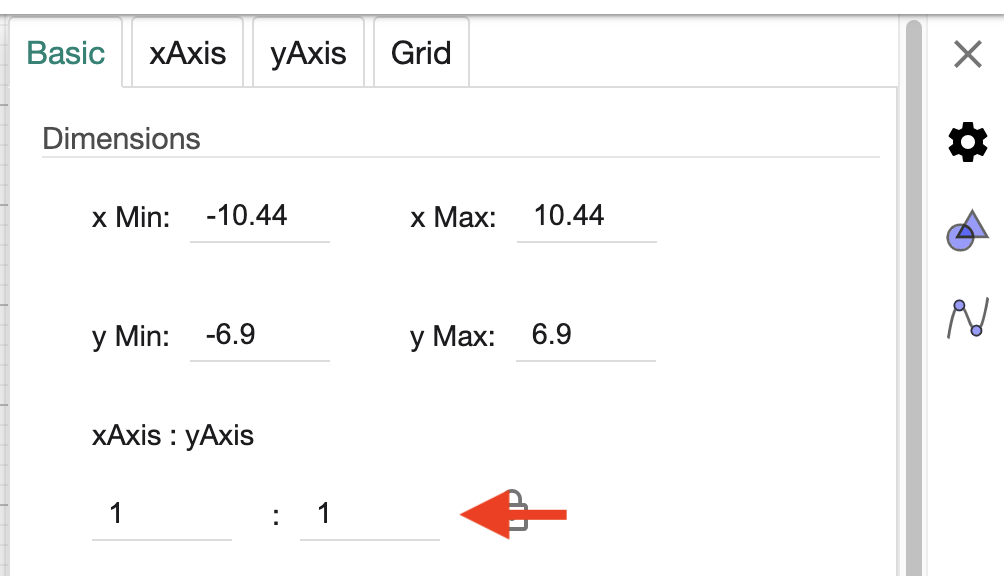 Basic xAxis yAxis Grid
Dimensions
x Min: -10.44 x Max: 10.44
y Min: -6.9 y Max: 6.9
xAxis : yAxis
1 : 1